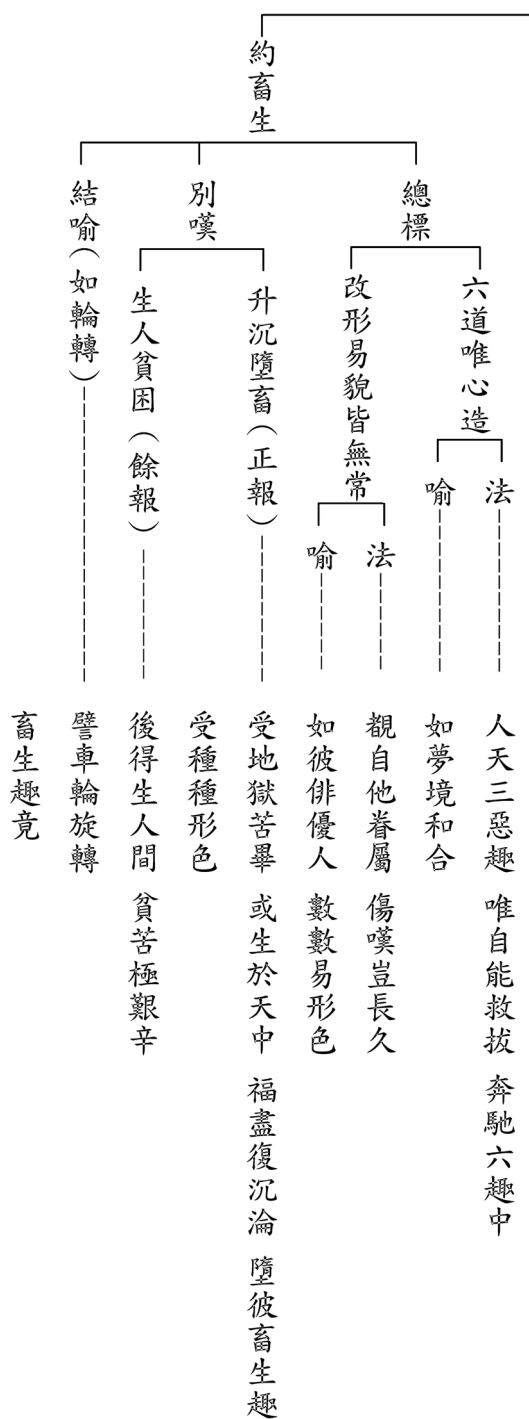 約畜生
總標
六道唯心造
法
人天三惡趣 唯自能救拔 奔馳六趣中
喻
如夢境和合
改形易貌皆無常
法
觀自他眷屬 傷嘆豈長久
喻
如彼俳優人 數數易形色
別嘆
升沉墮畜（正報）
受地獄苦畢 或生於天中 福盡復沉淪 墮彼畜生趣
受種種形色
生人貧困（餘報）
後得生人間 貧苦極艱辛
結喻（如輪轉）
譬車輪旋轉
畜生趣竟